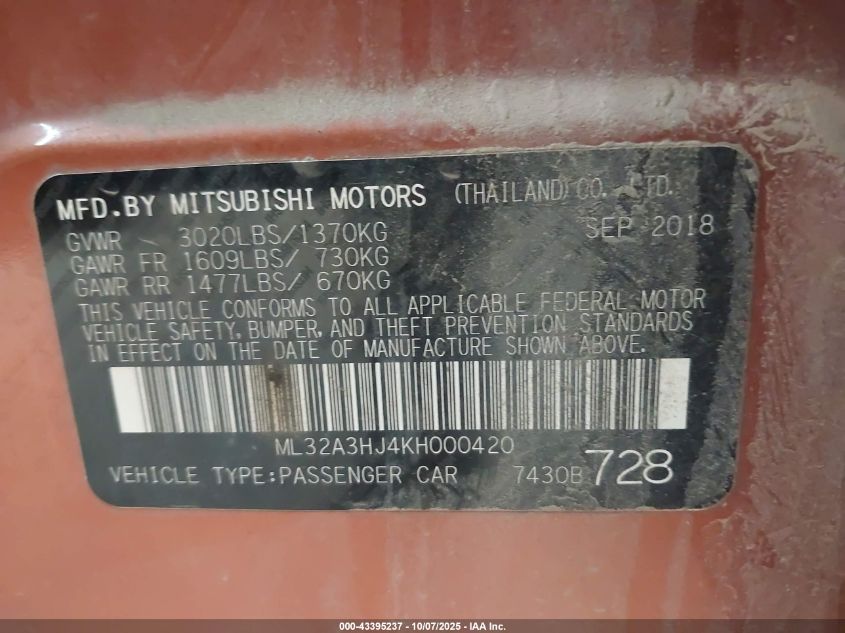 MFD.BY MITSUBISHI MOTORS (THAILAND) CO., LTD.
GVWR 3020LBS/1370KG SEP 2018
GAWR FR 1609LBS/ 730KG
GAWR RR 1477LBS/ 670KG
THIS VEHICLE CONFORMS TO ALL APPLICABLE FEDERAL MOTOR
VEHICLE SAFETY, BUMPER, AND THEFT PREVENTION STANDARDS
IN EFFECT ON THE DATE OF MANUFACTURE SHOWN ABOVE.
ML32A3HJ4KH000420
VEHICLE TYPE:PASSENGER CAR 7430B 728
000-43395237 - 10/07/2025 - IAA Inc.